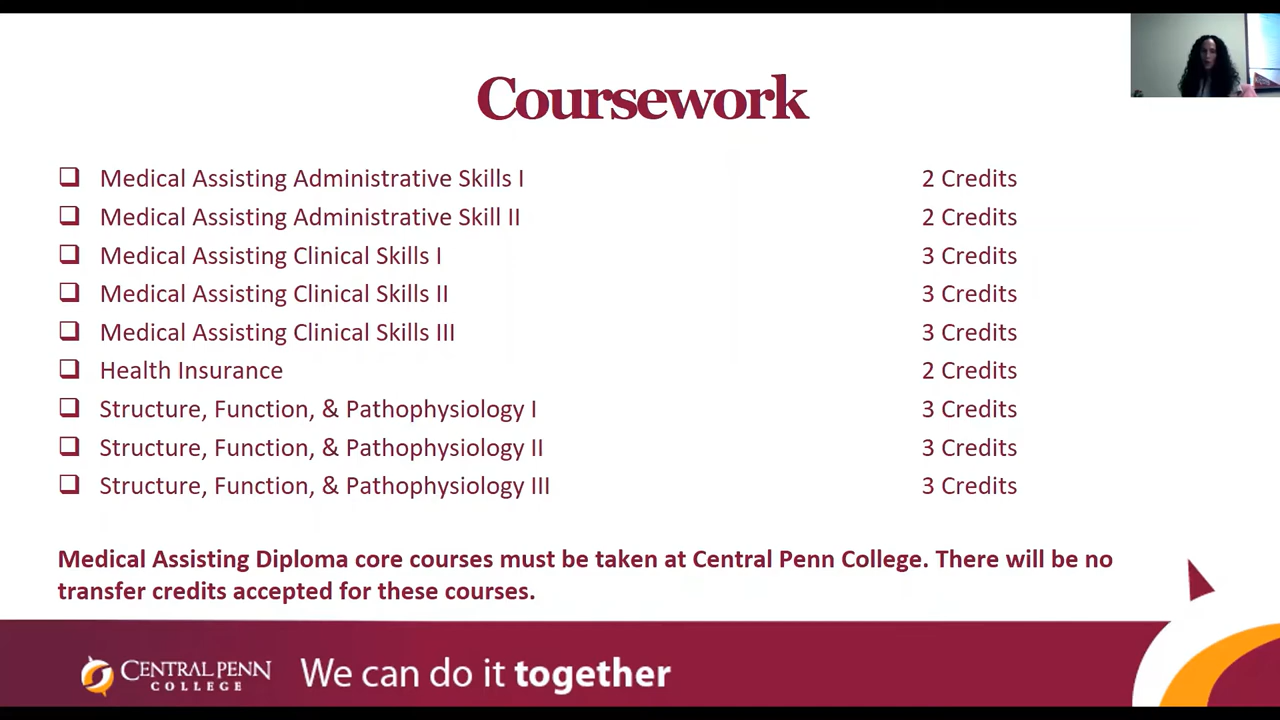 Coursework
Medical Assisting Administrative Skills I 2 Credits
Medical Assisting Administrative Skill II 2 Credits
Medical Assisting Clinical Skills I 3 Credits
Medical Assisting Clinical Skills II 3 Credits
Medical Assisting Clinical Skills III 3 Credits
Health Insurance 2 Credits
Structure, Function, & Pathophysiology I 3 Credits
Structure, Function, & Pathophysiology II 3 Credits
Structure, Function, & Pathophysiology III 3 Credits
Medical Assisting Diploma core courses must be taken at Central Penn College. There will be no
transfer credits accepted for these courses.
CENTRAL PENN
COLLEGE
We can do it together